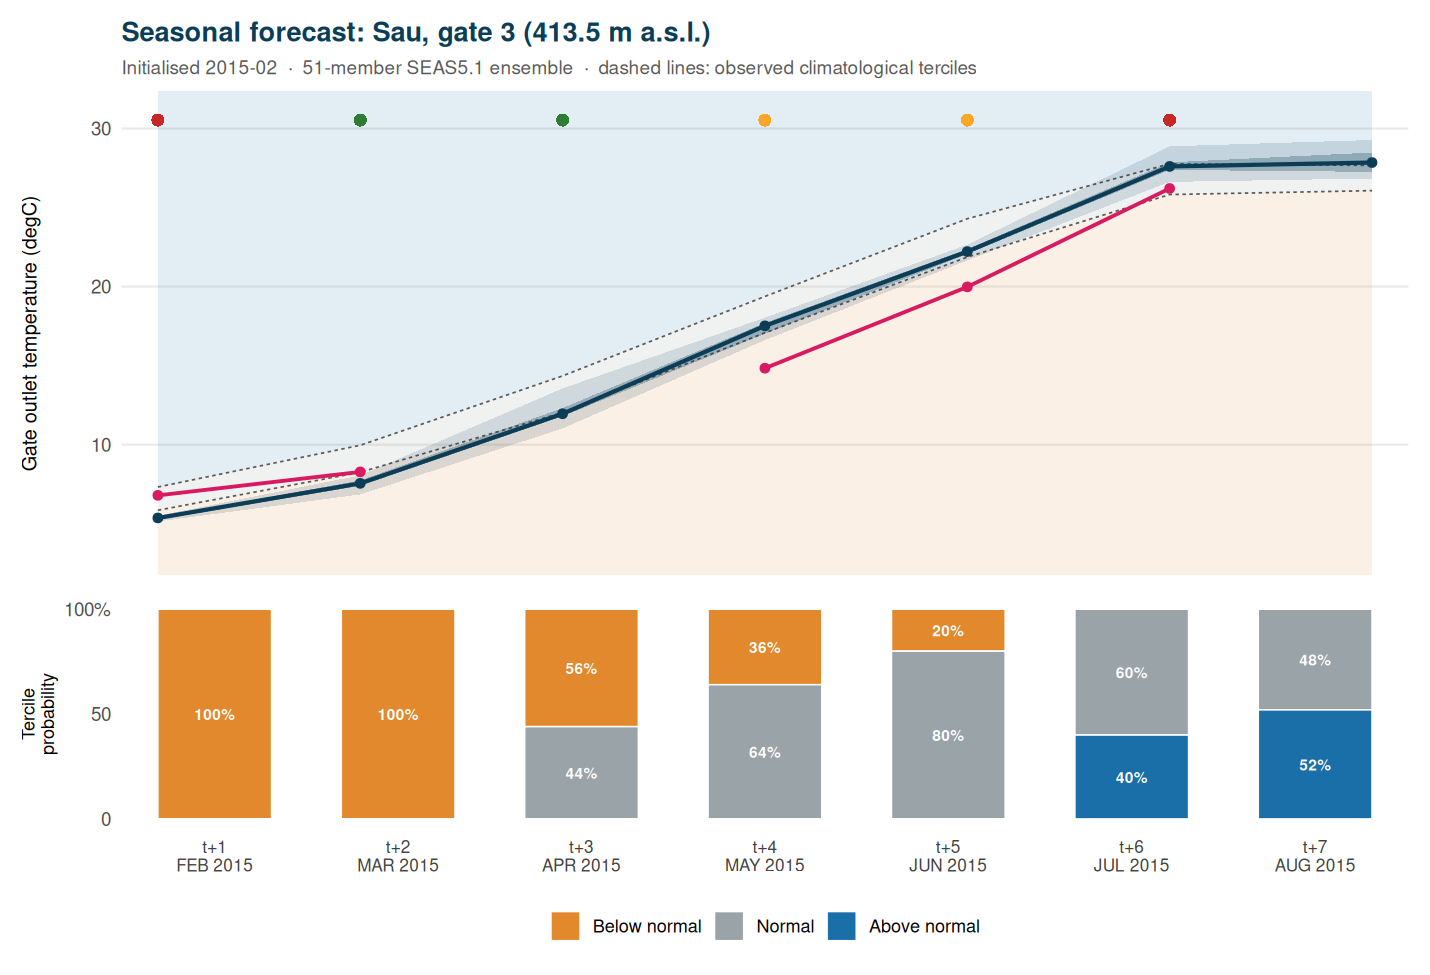 Seasonal forecast: Sau, gate 3 (413.5 m a.s.l.)
Initialised 2015-02 · 51-member SEAS5.1 ensemble · dashed lines: observed climatological terciles
Gate outlet temperature (degC)
30
20
10
Tercile
probability
100%
50
0
100%
100%
56%
44%
36%
64%
20%
80%
60%
40%
48%
52%
t+1
FEB 2015
t+2
MAR 2015
t+3
APR 2015
t+4
MAY 2015
t+5
JUN 2015
t+6
JUL 2015
t+7
AUG 2015
Below normal
Normal
Above normal